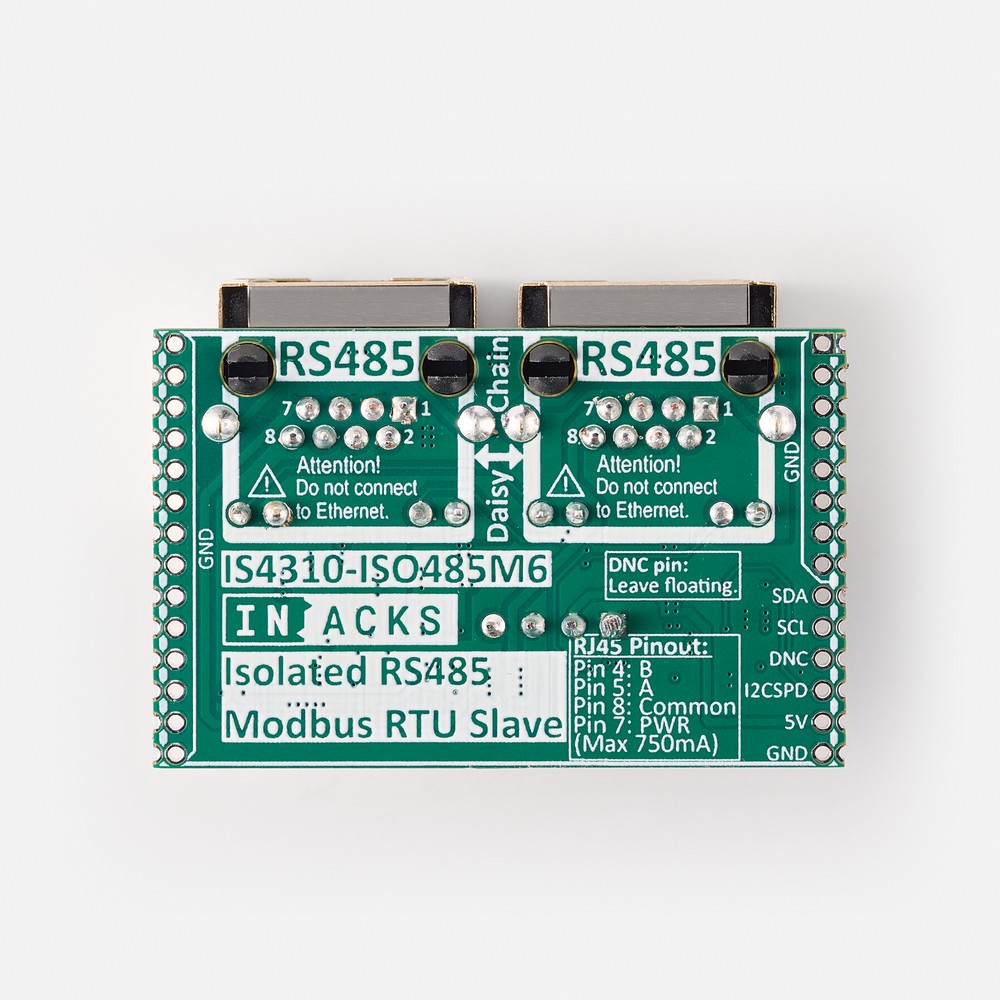 RS485
7 1
8 2
Attention!
Do not connect
to Ethernet.
Daisy Chain
RS485
7 1
8 2
Attention!
Do not connect
to Ethernet.
GND
GND
IS4310-ISO485M6
INACKS
Isolated RS485
Modbus RTU Slave
DNC pin:
Leave floating.
RJ45 Pinout:
Pin 4: B
Pin 5: A
Pin 8: Common
Pin 7: PWR
(Max 750mA)
SDA
SCL
DNC
I2CSPD
5V
GND